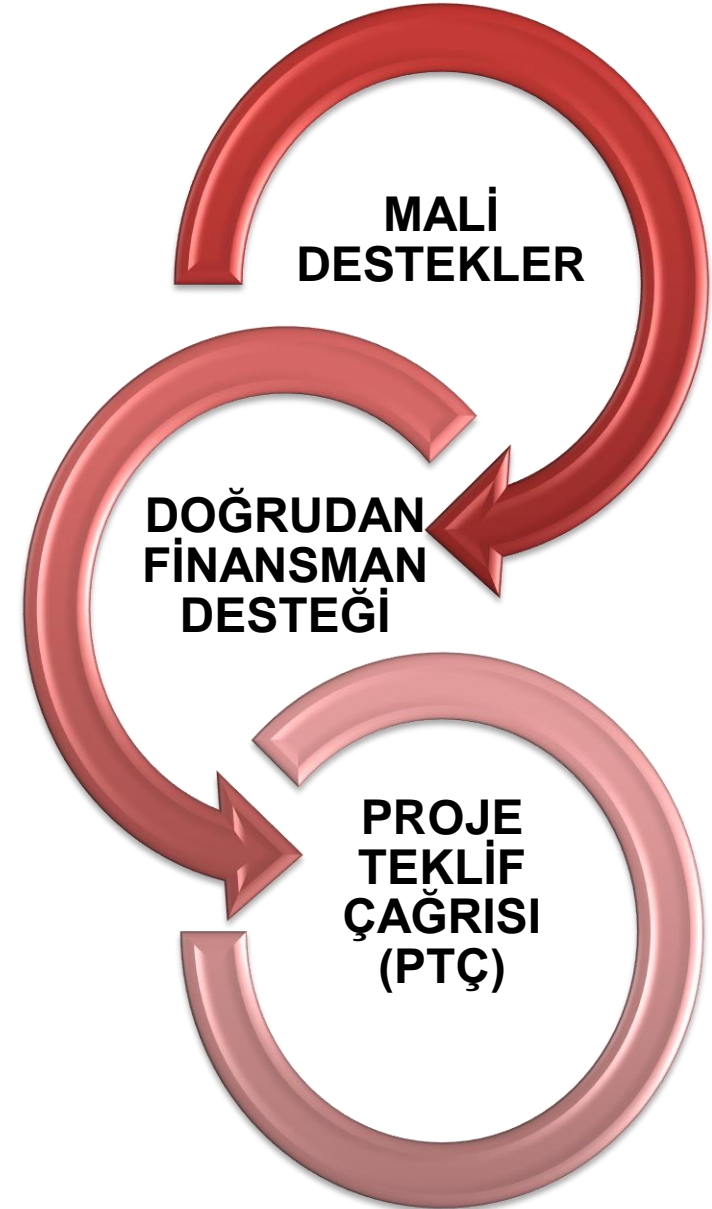 MALİ
DESTEKLER
DOĞRUDAN
FİNANSMAN
DESTEĞİ
PROJE
TEKLİF
ÇAĞRISI
(PTÇ)